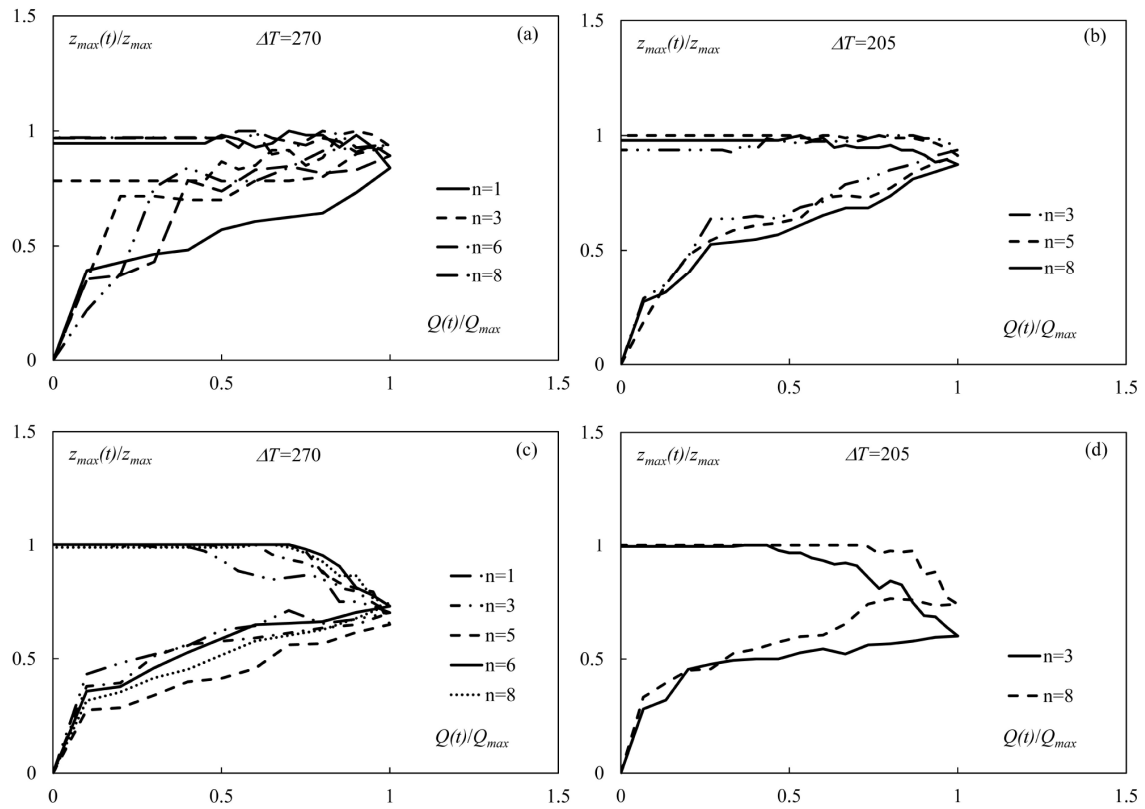 1.5
z_max(t)/z_max ΔT=270 (a)
1
n=1
n=3
0.5
n=6
n=8
Q(t)/Q_max
0
0 0.5 1 1.5
1.5
z_max(t)/z_max ΔT=205 (b)
1
n=3
0.5
n=5
n=8
Q(t)/Q_max
0
0 0.5 1 1.5
1.5
z_max(t)/z_max ΔT=270 (c)
1
n=1
n=3
0.5
n=5
n=6
n=8
Q(t)/Q_max
0
0 0.5 1 1.5
1.5
z_max(t)/z_max ΔT=205 (d)
1
0.5
n=3
n=8
Q(t)/Q_max
0
0 0.5 1 1.5